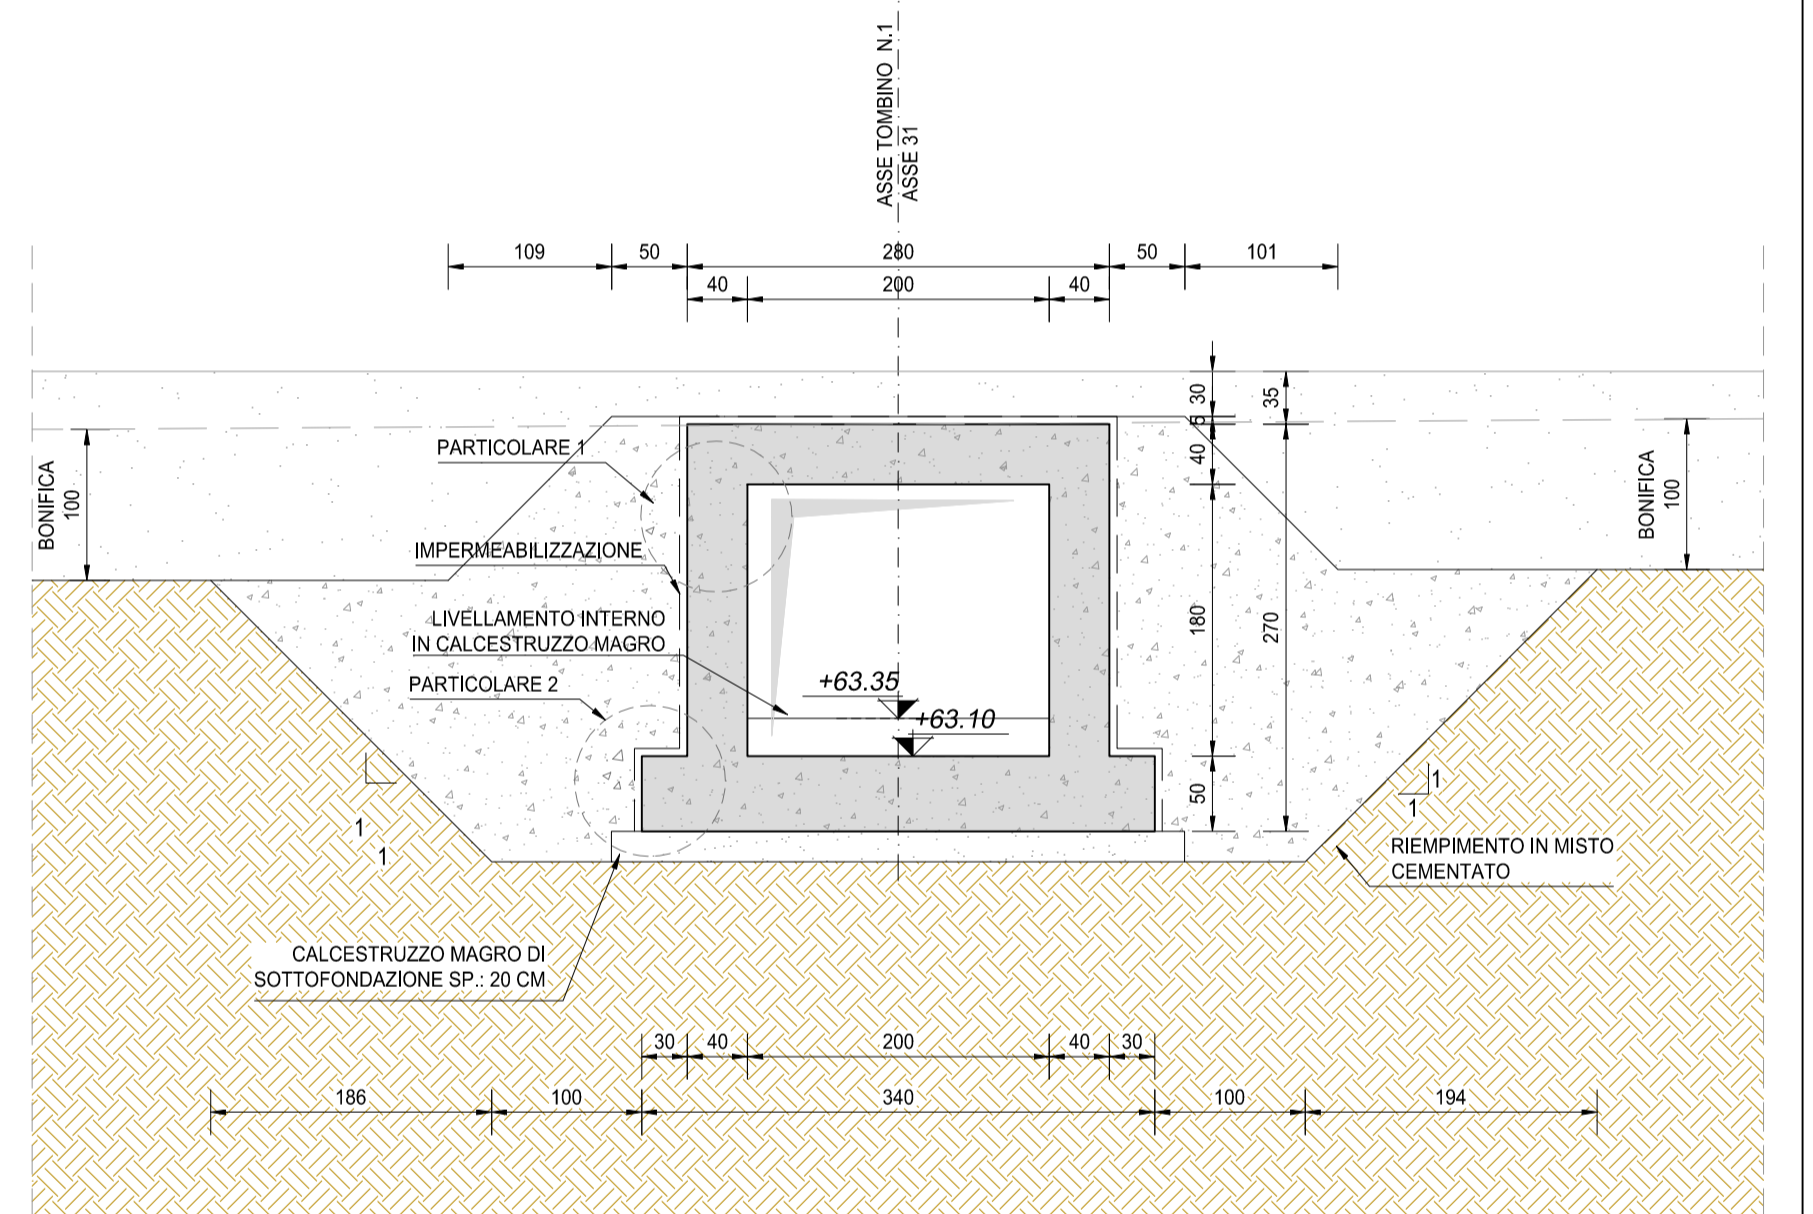 ASSE TOMBINO N.1
ASSE 31
109
50
280
50
101
40
200
40
30
35
5
40
BONIFICA
100
PARTICOLARE 1
BONIFICA
100
IMPERMEABILIZZAZIONE
LIVELLAMENTO INTERNO
IN CALCESTRUZZO MAGRO
180
270
PARTICOLARE 2
+63.35
+63.10
50
1
1
1
1
RIEMPIMENTO IN MISTO
CEMENTATO
CALCESTRUZZO MAGRO DI
SOTTOFONDAZIONE SP.: 20 CM
30
40
200
40
30
186
100
340
100
194